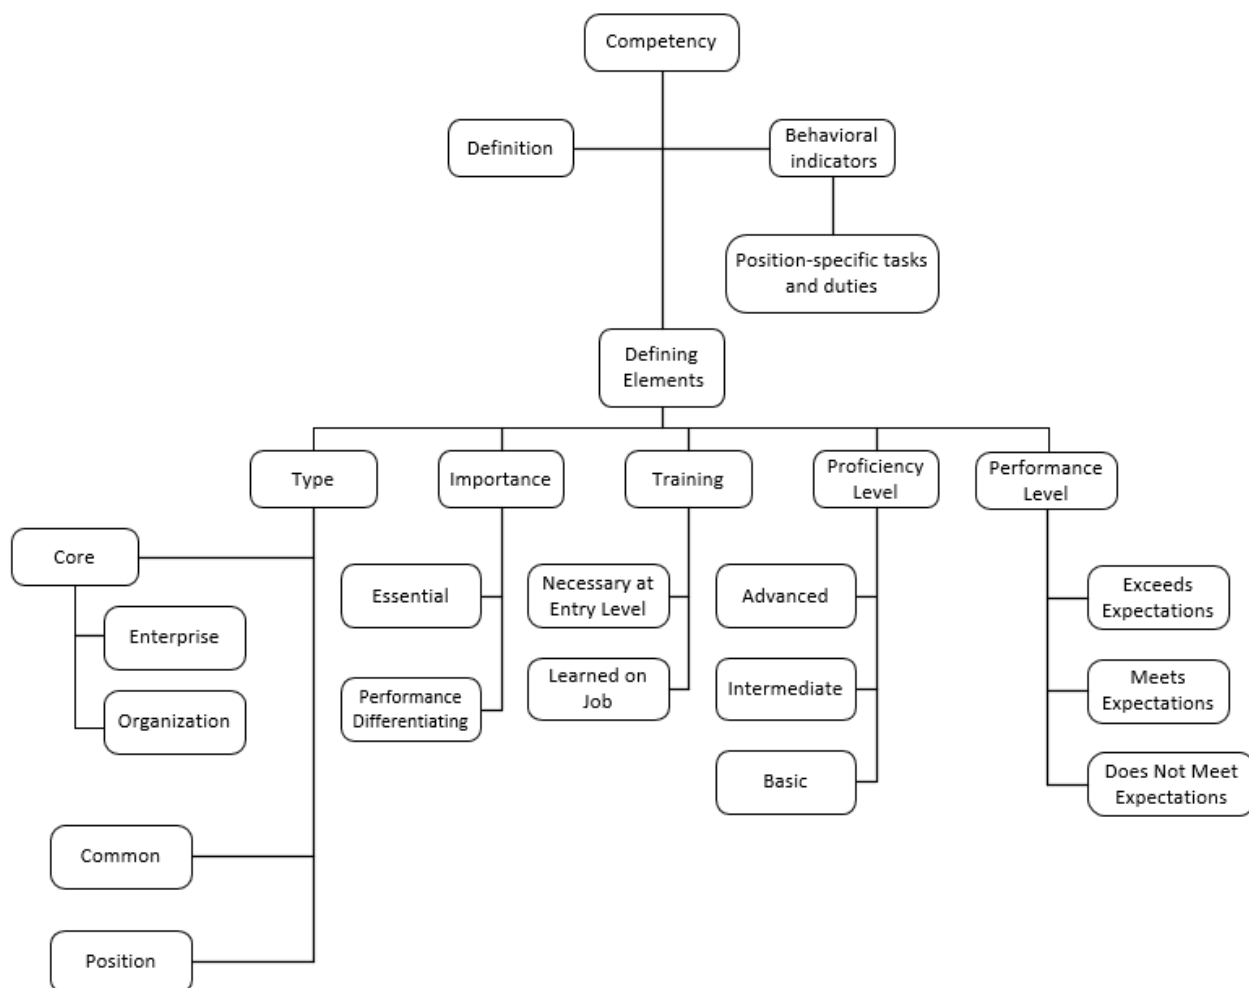 Competency
Definition
Behavioral
indicators
Position-specific tasks
and duties
Defining
Elements
Type
Importance
Training
Proficiency
Level
Performance
Level
Core
Enterprise
Organization
Common
Position
Essential
Performance
Differentiating
Necessary at
Entry Level
Learned on
Job
Advanced
Intermediate
Basic
Exceeds
Expectations
Meets
Expectations
Does Not Meet
Expectations